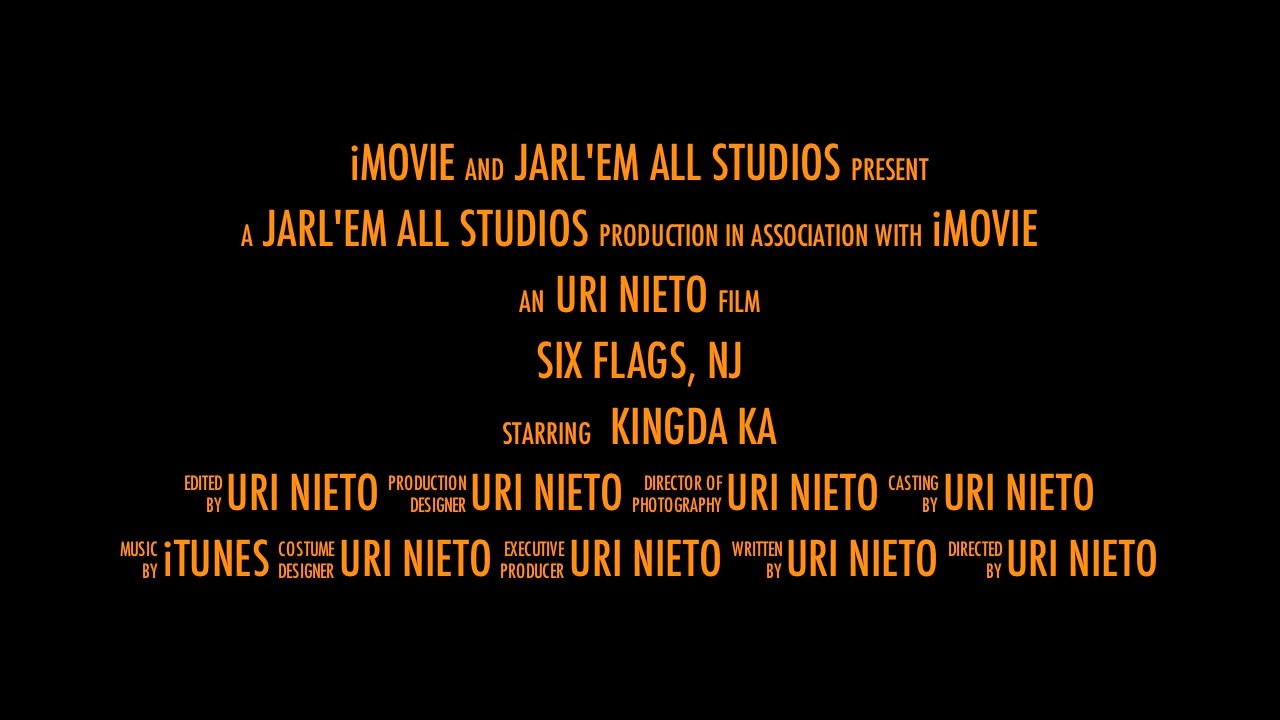 iMOVIE AND JARL'EM ALL STUDIOS PRESENT
A JARL'EM ALL STUDIOS PRODUCTION IN ASSOCIATION WITH iMOVIE
AN URI NIETO FILM
SIX FLAGS, NJ
STARRING KINGDA KA
EDITED BY URI NIETO PRODUCTION DESIGNER URI NIETO DIRECTOR OF PHOTOGRAPHY URI NIETO CASTING BY URI NIETO
MUSIC BY iTUNES COSTUME DESIGNER URI NIETO EXECUTIVE PRODUCER URI NIETO WRITTEN BY URI NIETO DIRECTED BY URI NIETO